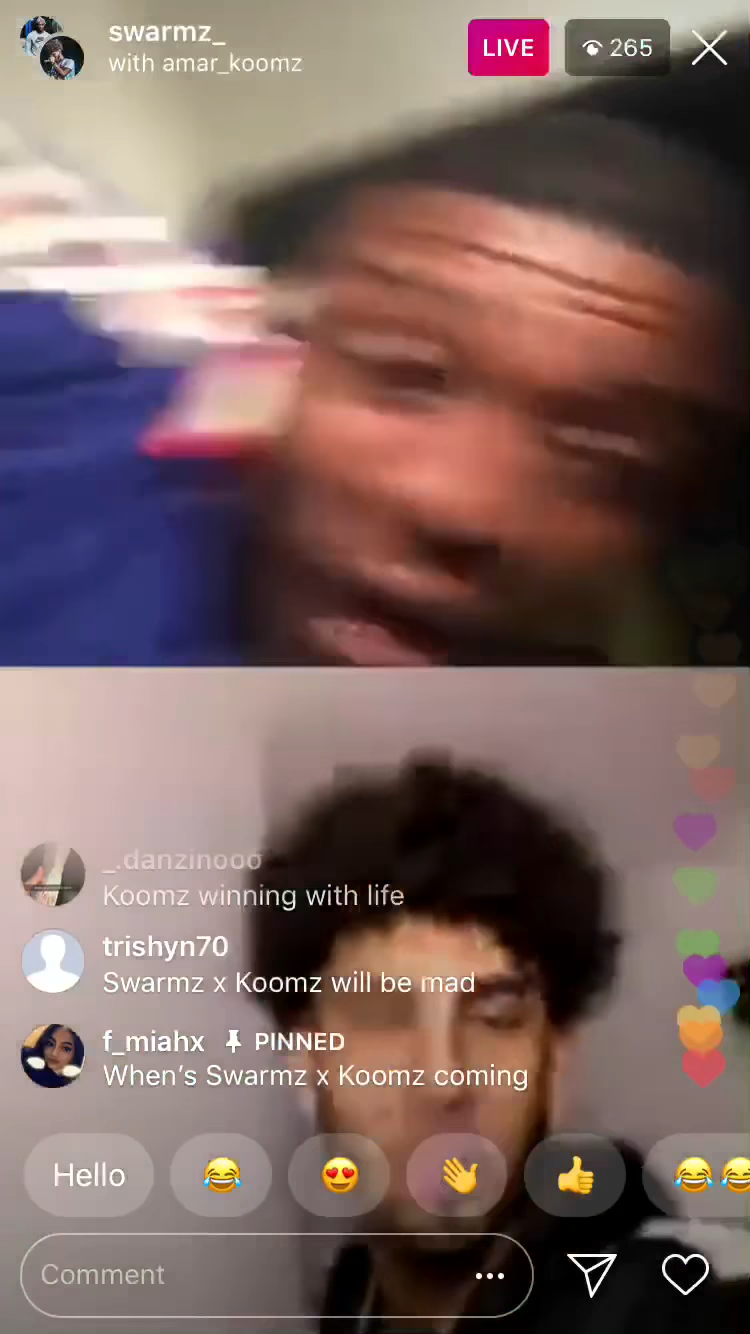 swarmz_
with amar_koomz
LIVE
265
_.danzinooo
Koomz winning with life
trishyn70
Swarmz x Koomz will be mad
f_miahx PINNED
When's Swarmz x Koomz coming
Hello
Comment